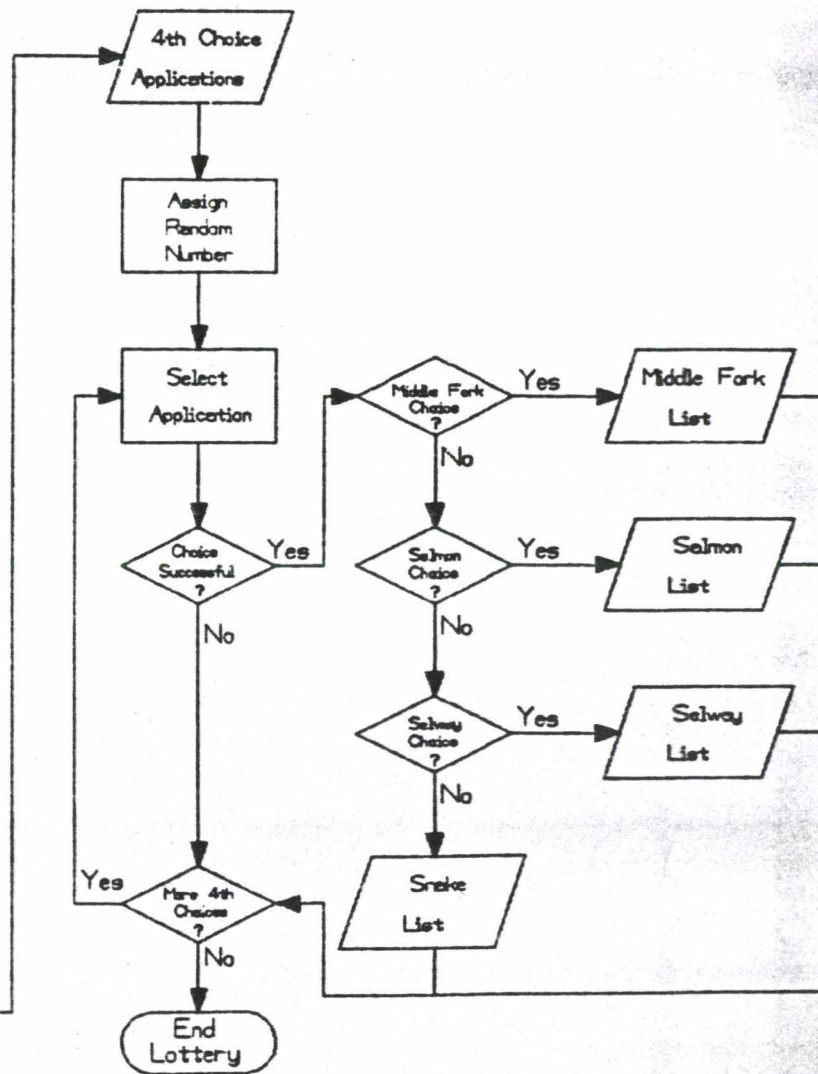 4th Choice
Applications
Assign
Random
Number
Select
Application
Choice
Successful
?
Yes
No
Middle Fork
Choice
?
Yes
No
Middle Fork
List
Salmon
Choice
?
Yes
No
Salmon
List
Selway
Choice
?
Yes
No
Selway
List
Snake
List
More 4th
Choices
?
Yes
No
End
Lottery